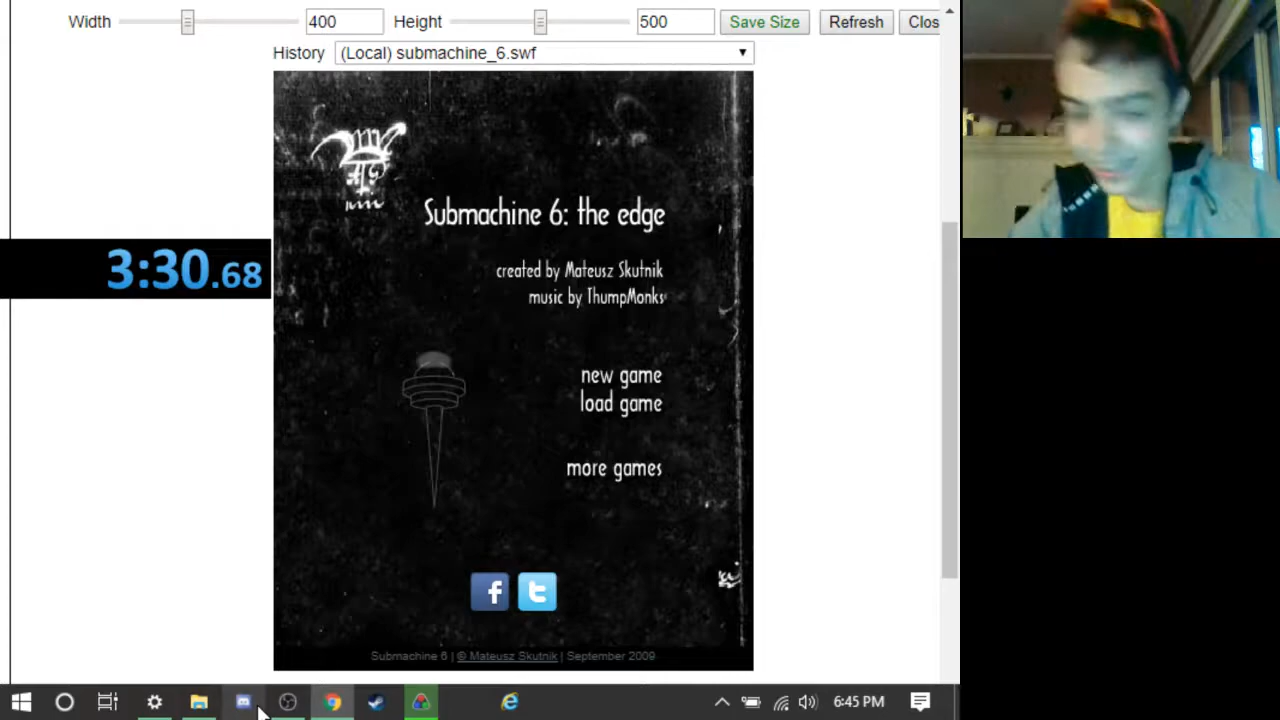 Width 400 Height 500 Save Size Refresh Clos
History (Local) submachine_6.swf
Submachine 6: the edge
3:30.68
created by Mateusz Skutnik
music by ThumpMonks
new game
load game
more games
Submachine 6 | © Mateusz Skutnik | September 2009
6:45 PM